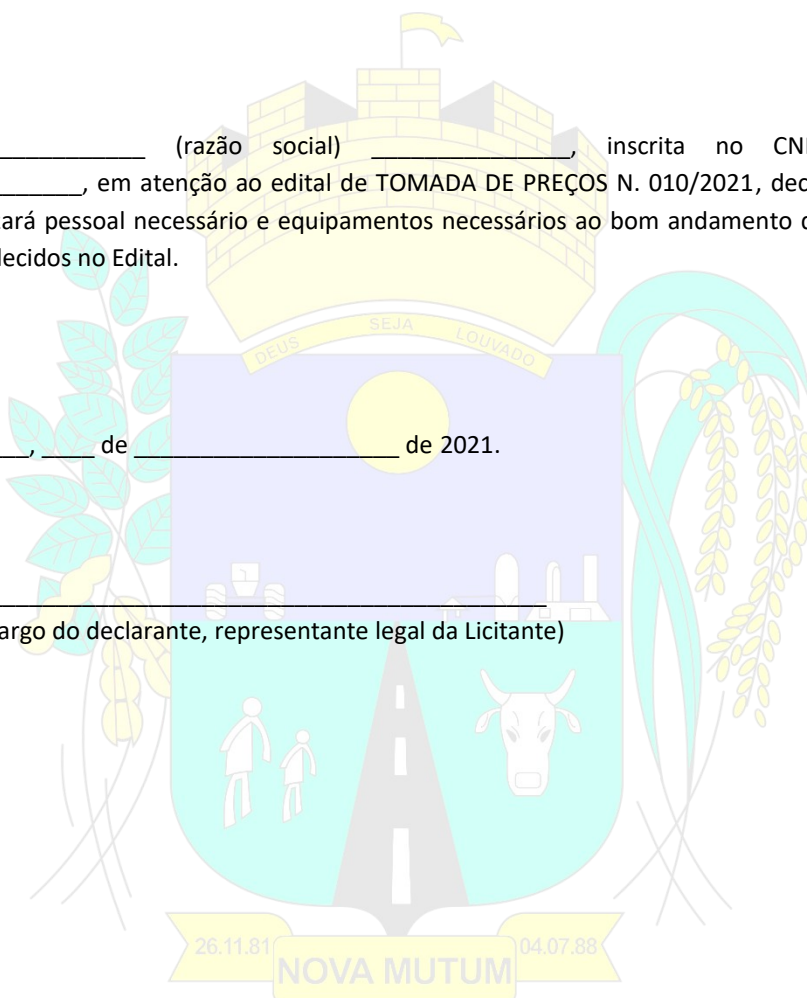 ___________ (razão social) _______________, inscrita no CN
______, em atenção ao edital de TOMADA DE PREÇOS N. 010/2021, dec
ará pessoal necessário e equipamentos necessários ao bom andamento
ecidos no Edital.
DEUS SEJA LOUVADO
__, ____ de ____________________ de 2021.
__________________________________________
argo do declarante, representante legal da Licitante)
26.11.81 NOVA MUTUM 04.07.88